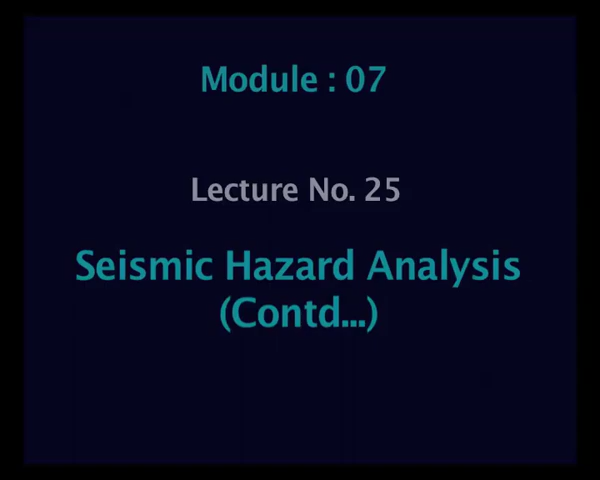 Module : 07
Lecture No. 25
Seismic Hazard Analysis
(Contd...)